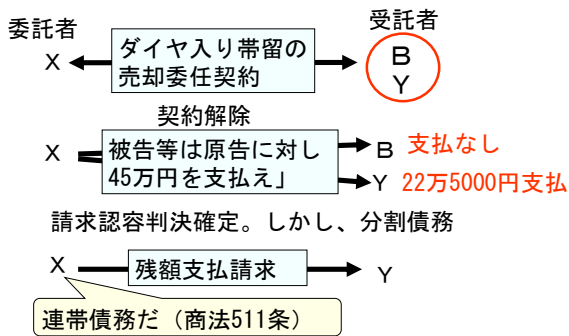 委託者
受託者
X
ダイヤ入り帯留の
売却委任契約
B
Y
契約解除
X
被告等は原告に対し
45万円を支払え」
B
支払なし
Y
22万5000円支払
請求認容判決確定。しかし、分割債務
X
残額支払請求
Y
連帯債務だ（商法511条）